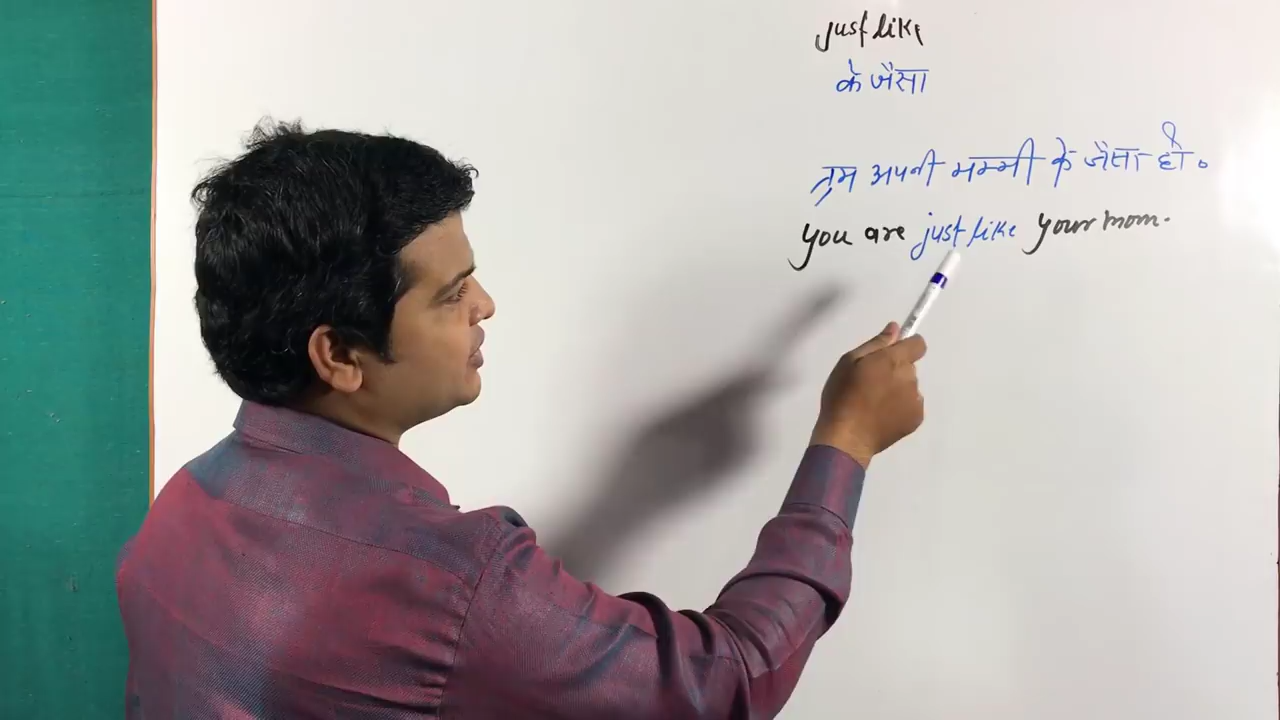 just like
के जैसा
तुम अपनी मम्मी के जैसा हो。
you are just like your mom.